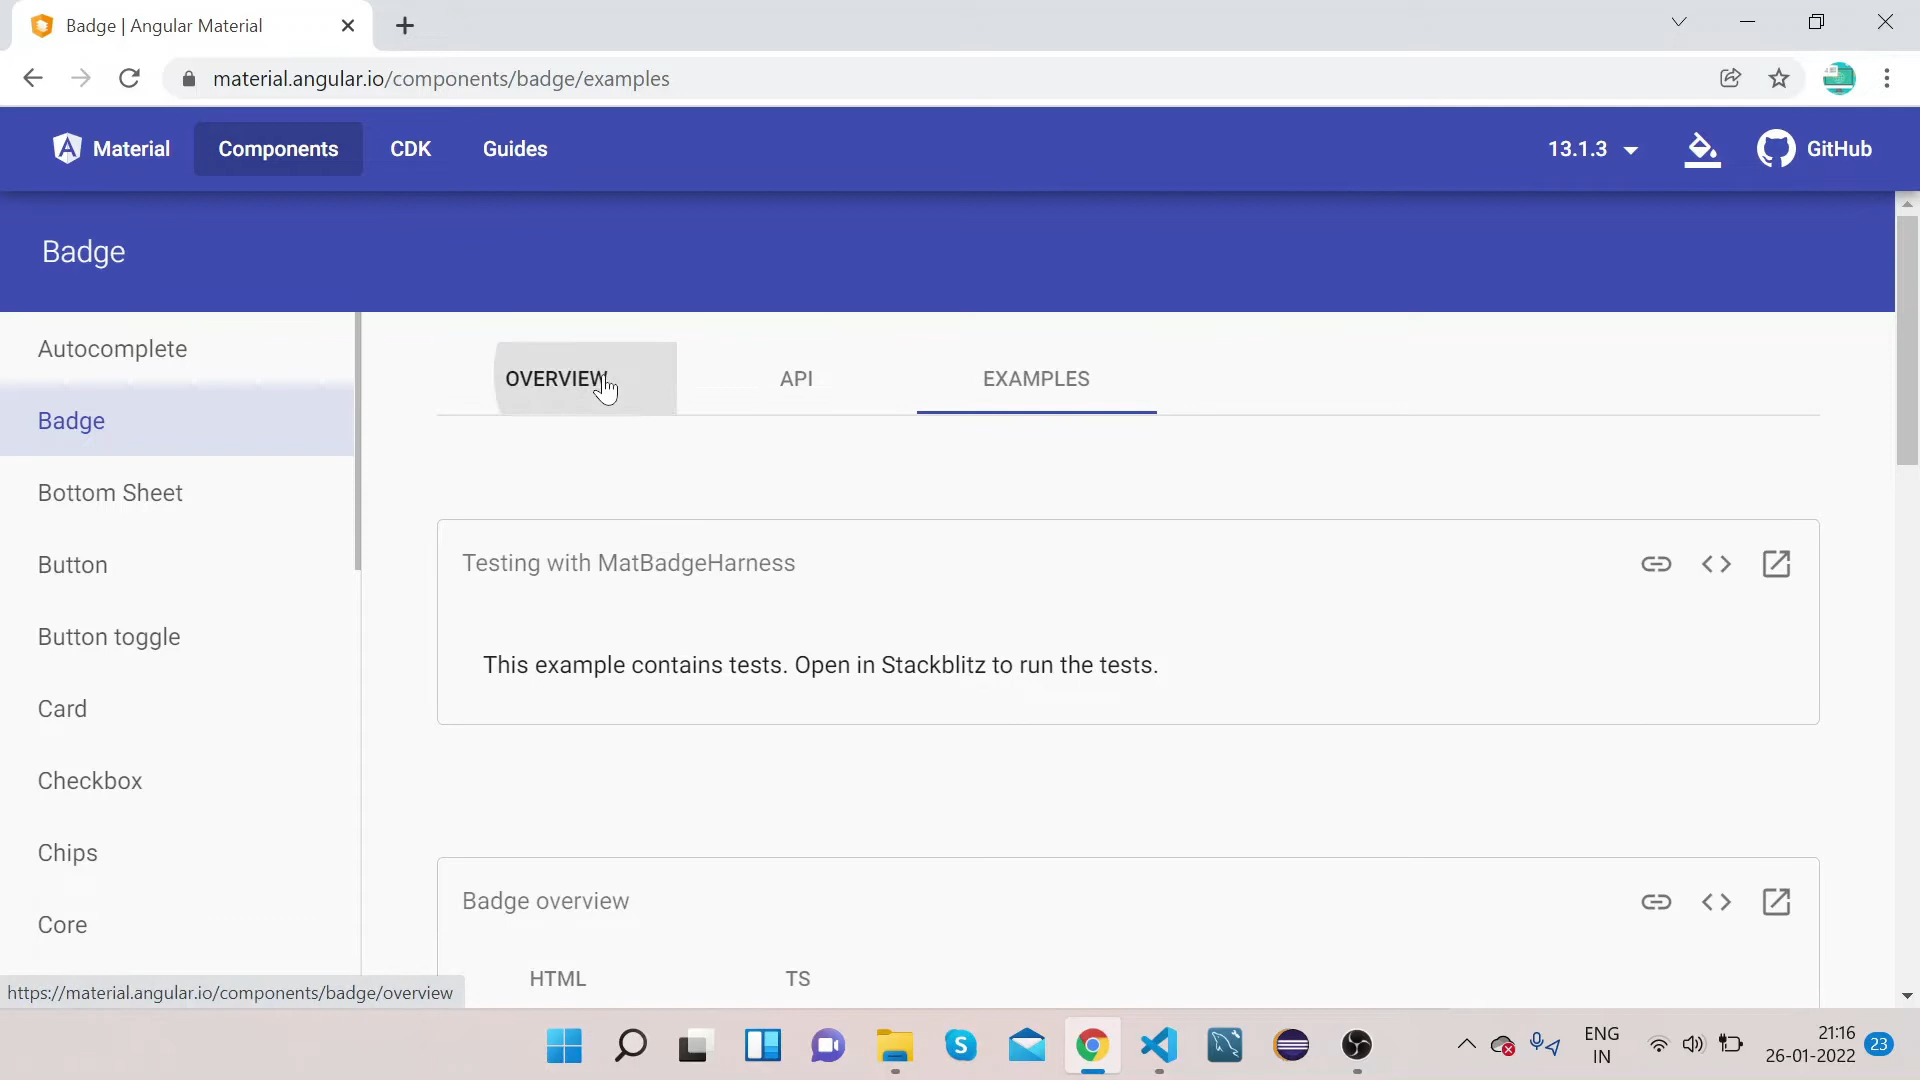 Badge | Angular Material
material.angular.io/components/badge/examples
Material
Components
CDK
Guides
13.1.3
GitHub
Badge
Autocomplete
Badge
Bottom Sheet
Button
Button toggle
Card
Checkbox
Chips
Core
OVERVIEW
API
EXAMPLES
Testing with MatBadgeHarness
This example contains tests. Open in Stackblitz to run the tests.
Badge overview
HTML
TS
https://material.angular.io/components/badge/overview
ENG
IN
21:16
26-01-2022
23